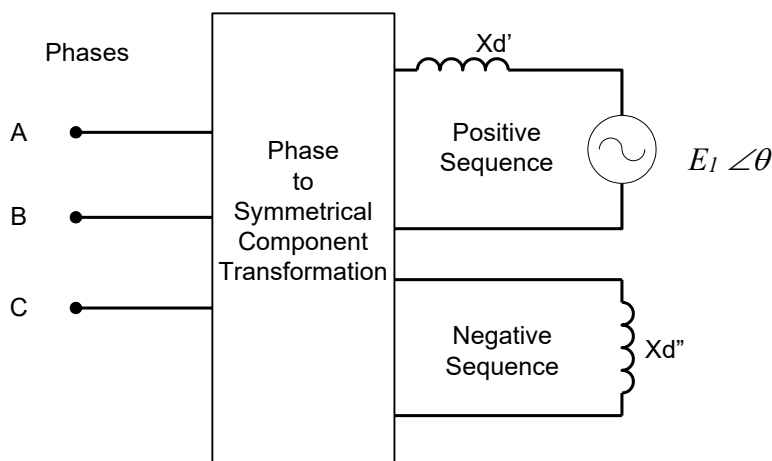 Phases
A
B
C
Phase
to
Symmetrical
Component
Transformation
Xd’
Positive
Sequence
E1 ∠θ
Negative
Sequence
Xd”